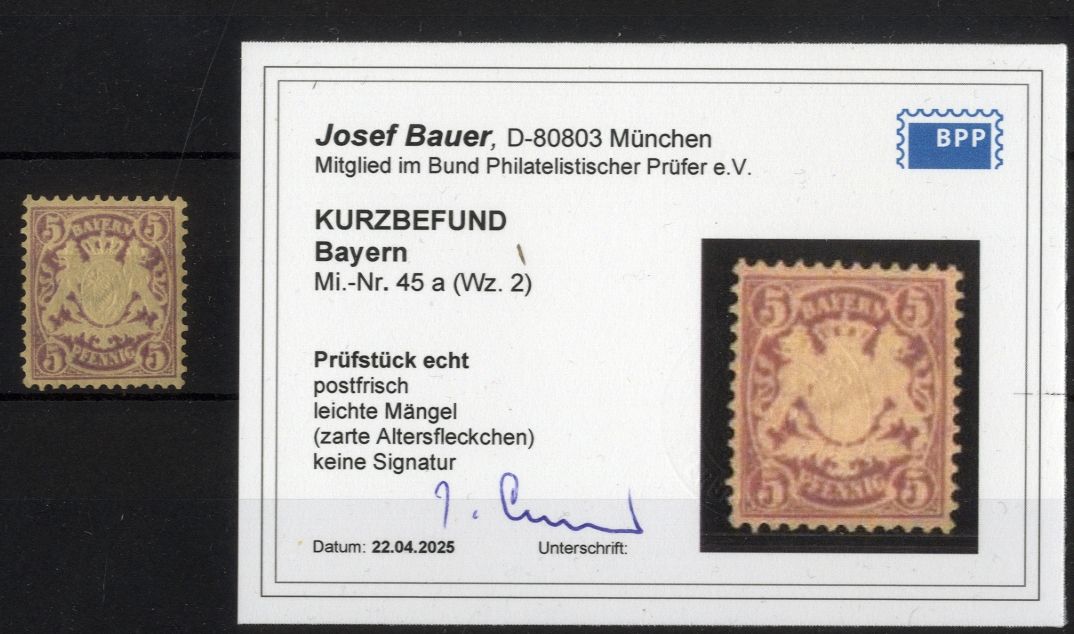 5 BAYERN 5
5 PFENNIG 5
Josef Bauer, D-80803 München
Mitglied im Bund Philatelistischer Prüfer e.V.
BPP
KURZBEFUND
Bayern
Mi.-Nr. 45 a (Wz. 2)
Prüfstück echt
postfrisch
leichte Mängel
(zarte Altersfleckchen)
keine Signatur
Datum: 22.04.2025 Unterschrift:
5 BAYERN 5
5 PFENNIG 5